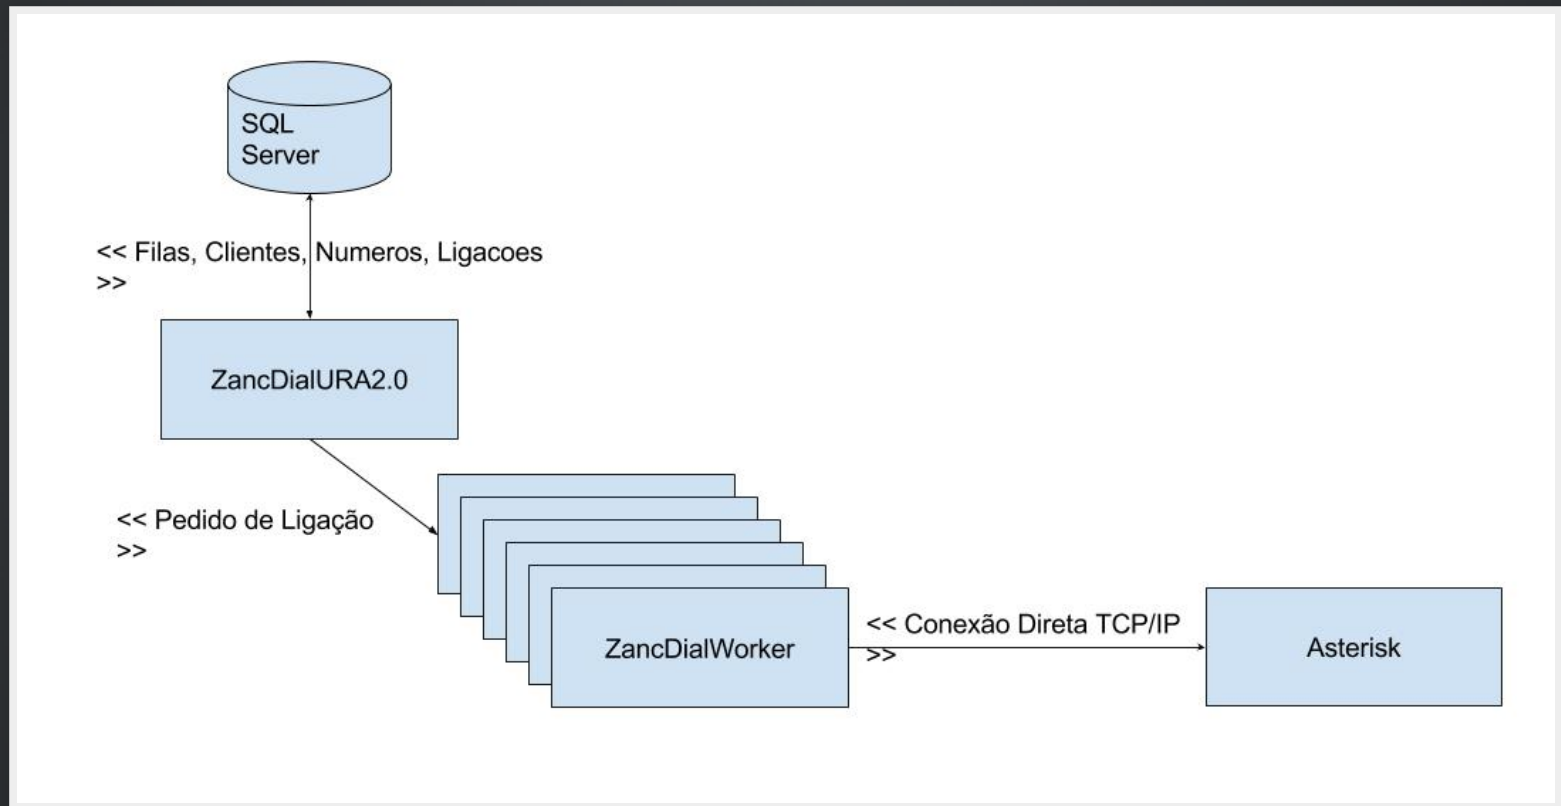 SQL
Server
<< Filas, Clientes, Numeros, Ligacoes
>>
ZancDialURA2.0
<< Pedido de Ligação
>>
ZancDialWorker
<< Conexão Direta TCP/IP
>>
Asterisk